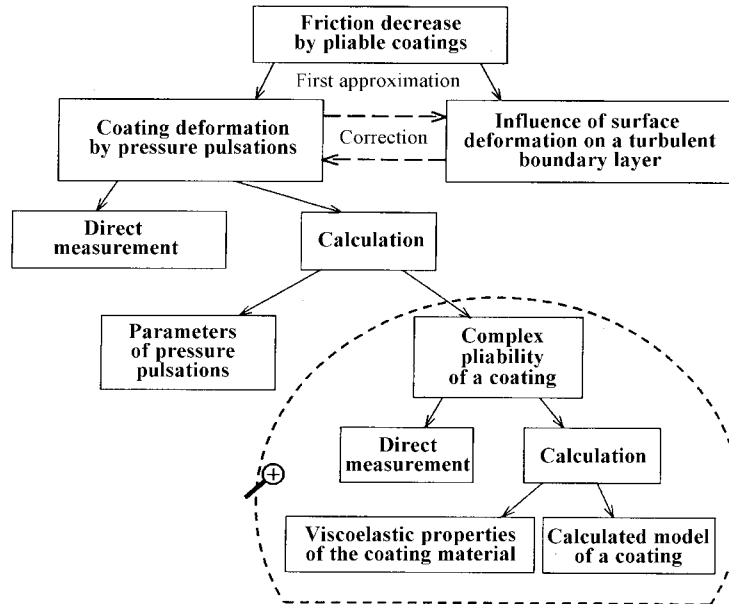 Friction decrease
by pliable coatings
First approximation
Coating deformation
by pressure pulsations
Correction
Influence of surface
deformation on a turbulent
boundary layer
Direct
measurement
Calculation
Parameters
of pressure
pulsations
Complex
pliability
of a coating
Direct
measurement
Calculation
Viscoelastic properties
of the coating material
Calculated model
of a coating